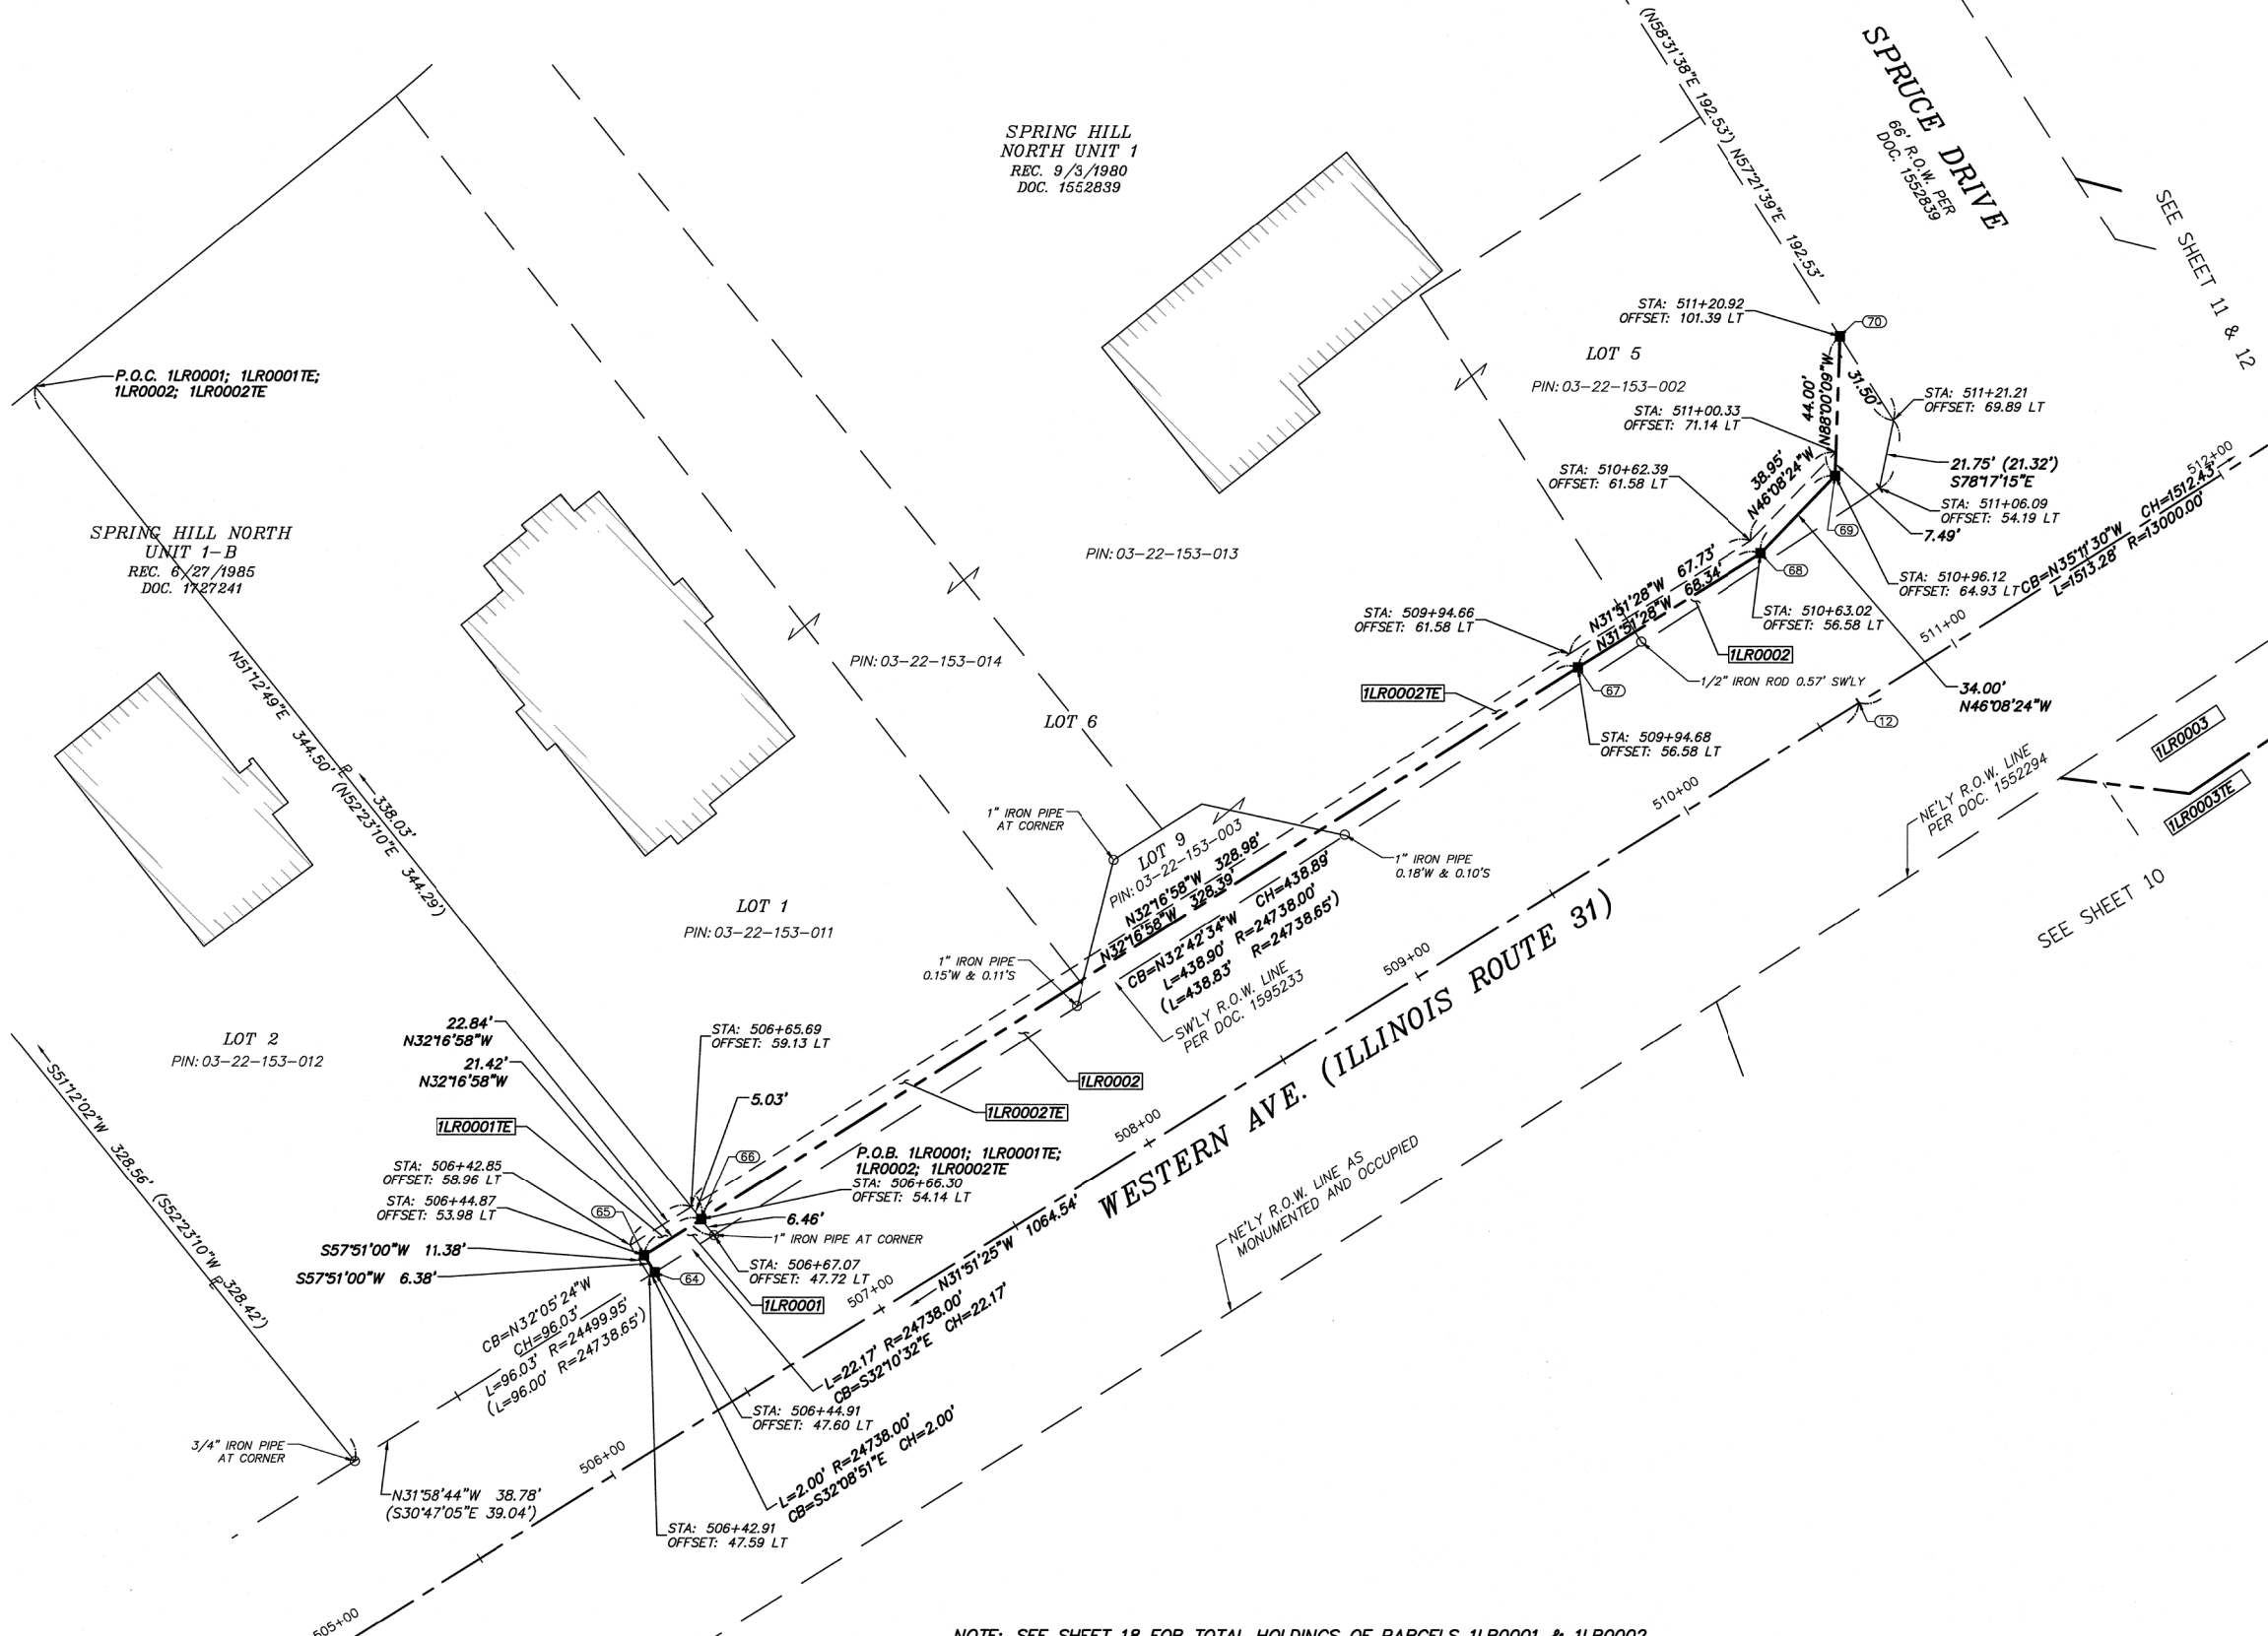 (N58°31'38"E 192.53')
N57°21'39"E 192.53'
SPRUCE DRIVE
66' R.O.W. PER
DOC. 1552839
SEE SHEET 11 & 12
SPRING HILL
NORTH UNIT 1
REC. 9/3/1980
DOC. 1552839
P.O.C. 1LR0001; 1LR0001TE;
1LR0002; 1LR0002TE
STA: 511+20.92
OFFSET: 101.39 LT
70
LOT 5
PIN: 03-22-153-002
STA: 511+00.33
OFFSET: 71.14 LT
44.00'
N88°00'09"W
31.50'
STA: 511+21.21
OFFSET: 69.89 LT
STA: 510+62.39
OFFSET: 61.58 LT
38.95'
N46°08'24"W
21.75' (21.32')
S78°17'15"E
512+00
STA: 511+06.09
OFFSET: 54.19 LT
69
7.49'
CB=N35°11'30"W CH=1512.43'
L=1513.28' R=13000.00'
SPRING HILL NORTH
UNIT 1-B
REC. 6/27/1985
DOC. 1727241
PIN: 03-22-153-013
68
STA: 510+96.12
OFFSET: 64.93 LT
N31°51'28"W 67.73'
N31°51'28"W 68.34'
STA: 509+94.66
OFFSET: 61.58 LT
STA: 510+63.02
OFFSET: 56.58 LT
511+00
1LR0002
PIN: 03-22-153-014
1/2" IRON ROD 0.57' SW'LY
67
1LR0002TE
34.00'
N46°08'24"W
12
LOT 6
STA: 509+94.68
OFFSET: 56.58 LT
1LR0003
1LR0003TE
NE'LY R.O.W. LINE
PER DOC. 1552294
510+00
N51°12'49"E 344.50'
(N52°23'10"E 344.29')
338.03'
1" IRON PIPE
AT CORNER
LOT 9
PIN: 03-22-153-003
1" IRON PIPE
0.18'W & 0.10'S
N32°16'58"W 328.98'
N32°16'58"W 328.39'
CB=N32°42'34"W CH=438.89'
L=438.90' R=24738.00'
(L=438.83' R=24738.65')
SEE SHEET 10
LOT 1
PIN: 03-22-153-011
1" IRON PIPE
0.15'W & 0.11'S
509+00
SW'LY R.O.W. LINE
PER DOC. 1595233
WESTERN AVE. (ILLINOIS ROUTE 31)
LOT 2
PIN: 03-22-153-012
22.84'
N32°16'58"W
21.42'
N32°16'58"W
STA: 506+65.69
OFFSET: 59.13 LT
1LR0002
1LR0002TE
5.03'
1LR0001TE
508+00
S51°12'02"W 328.56' (S52°23'10"W 328.42')
STA: 506+42.85
OFFSET: 58.96 LT
66
P.O.B. 1LR0001; 1LR0001TE;
1LR0002; 1LR0002TE
STA: 506+66.30
OFFSET: 54.14 LT
STA: 506+44.87
OFFSET: 53.98 LT
65
6.46'
1" IRON PIPE AT CORNER
S57°51'00"W 11.38'
S57°51'00"W 6.38'
64
STA: 506+67.07
OFFSET: 47.72 LT
1LR0001
507+00
N31°51'25"W 1064.54'
NE'LY R.O.W. LINE AS
MONUMENTED AND OCCUPIED
CB=N32°05'24"W
CH=96.03'
L=96.03' R=24499.95'
(L=96.00' R=24738.65')
L=22.17' R=24738.00'
CB=S32°10'32"E CH=22.17'
STA: 506+44.91
OFFSET: 47.60 LT
L=2.00' R=24738.00'
CB=S32°08'51"E CH=2.00'
3/4" IRON PIPE
AT CORNER
506+00
N31°58'44"W 38.78'
(S30°47'05"E 39.04')
STA: 506+42.91
OFFSET: 47.59 LT
505+00
NOTE: SEE SHEET 18 FOR TOTAL HOLDINGS OF PARCELS 1LR0001 & 1LR0002